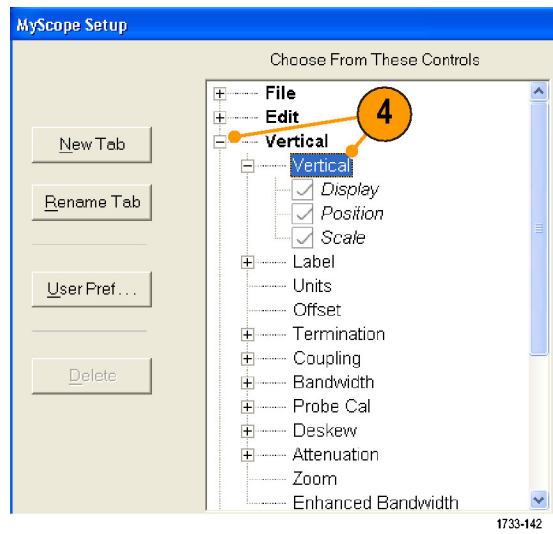 MyScope Setup
Choose From These Controls
File
Edit
4
New Tab
Vertical
Vertical
Display
Rename Tab
Position
Scale
Label
User Pref...
Units
Offset
Termination
Coupling
Delete
Bandwidth
Probe Cal
Deskew
Attenuation
Zoom
Enhanced Bandwidth
1733-142